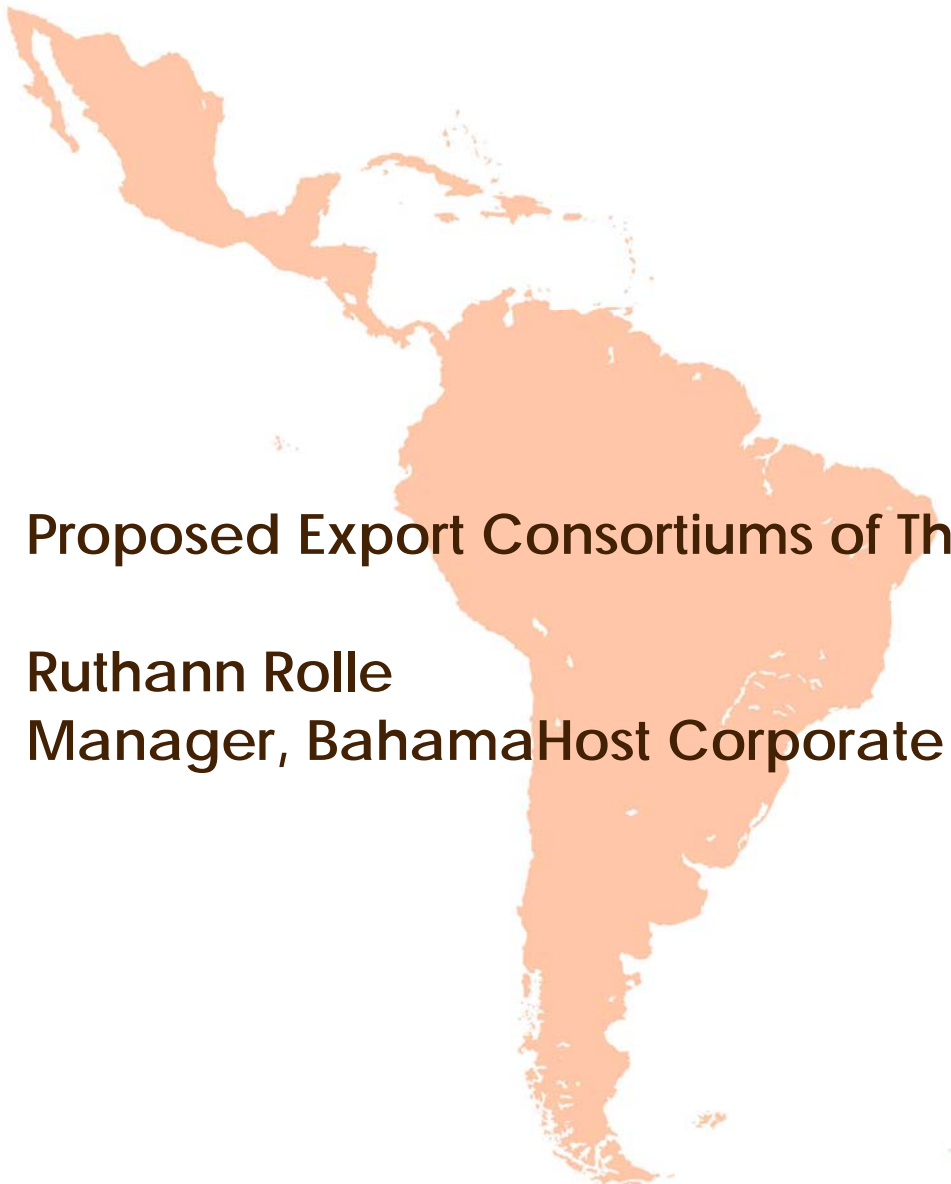 Proposed Export Consortiums of Th
Ruthann Rolle
Manager, BahamaHost Corporate